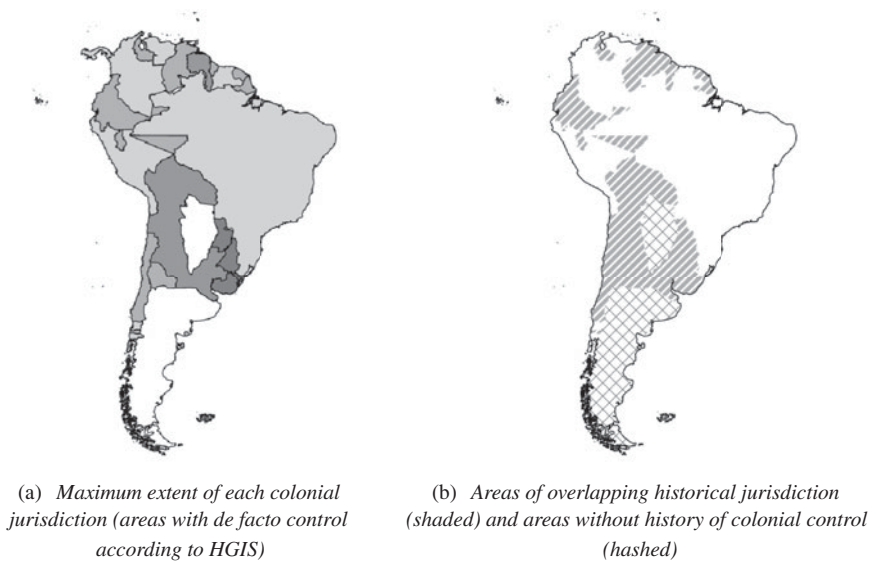 (a) Maximum extent of each colonial
jurisdiction (areas with de facto control
according to HGIS)
(b) Areas of overlapping historical jurisdiction
(shaded) and areas without history of colonial control
(hashed)